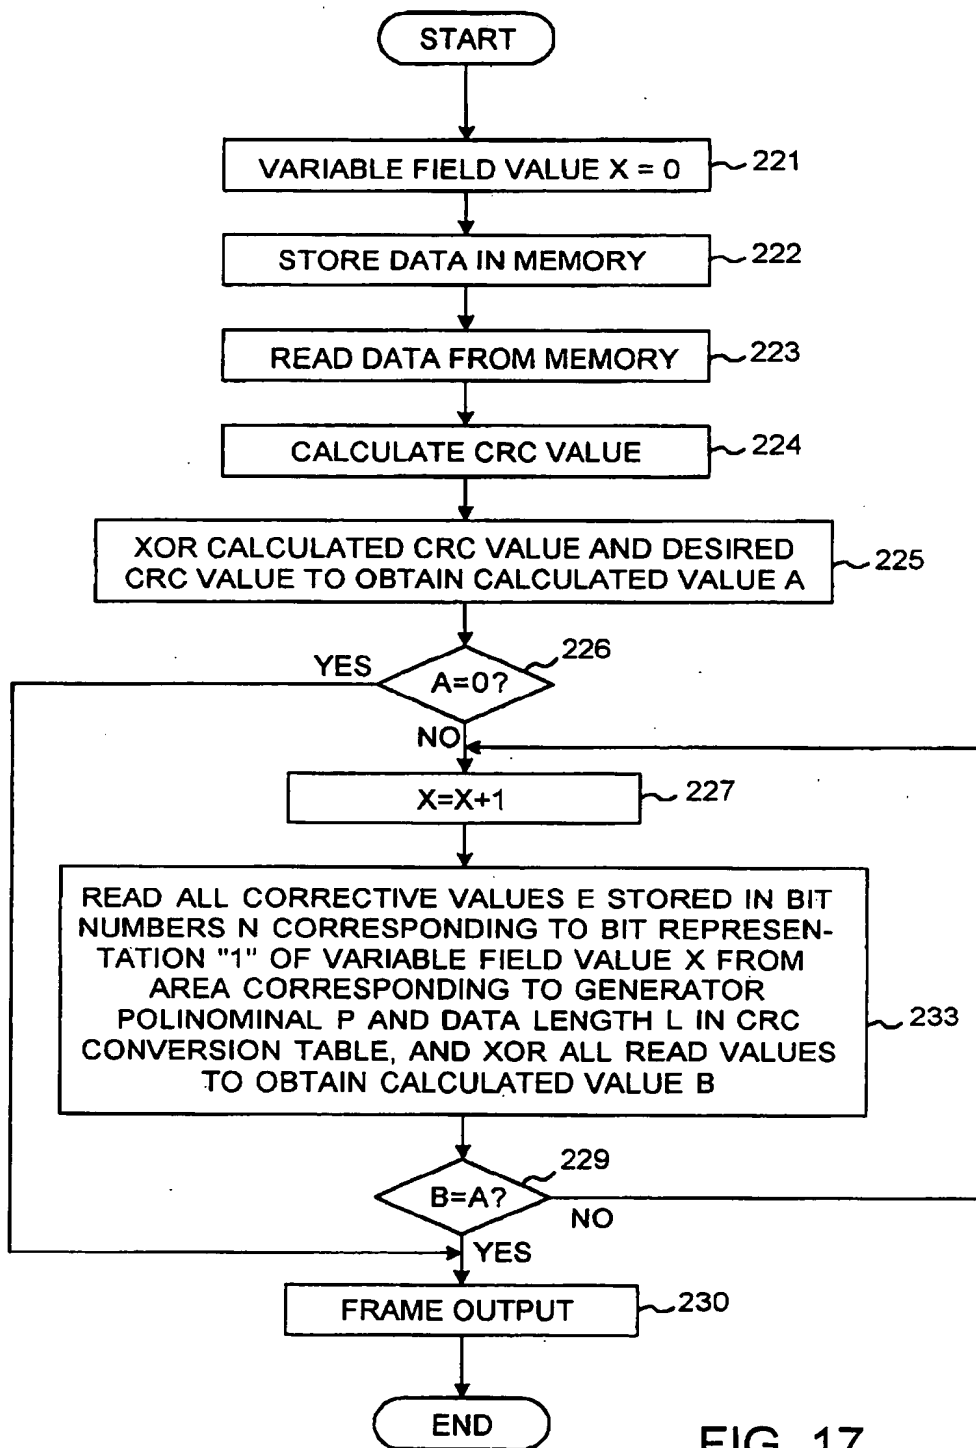 START
VARIABLE FIELD VALUE X = 0
221
STORE DATA IN MEMORY
222
READ DATA FROM MEMORY
223
CALCULATE CRC VALUE
224
XOR CALCULATED CRC VALUE AND DESIRED
CRC VALUE TO OBTAIN CALCULATED VALUE A
225
YES
A=0?
226
NO
X=X+1
227
READ ALL CORRECTIVE VALUES E STORED IN BIT
NUMBERS N CORRESPONDING TO BIT REPRESEN-
TATION "1" OF VARIABLE FIELD VALUE X FROM
AREA CORRESPONDING TO GENERATOR
POLINOMINAL P AND DATA LENGTH L IN CRC
CONVERSION TABLE, AND XOR ALL READ VALUES
TO OBTAIN CALCULATED VALUE B
233
B=A?
229
NO
YES
FRAME OUTPUT
230
END
FIG. 17